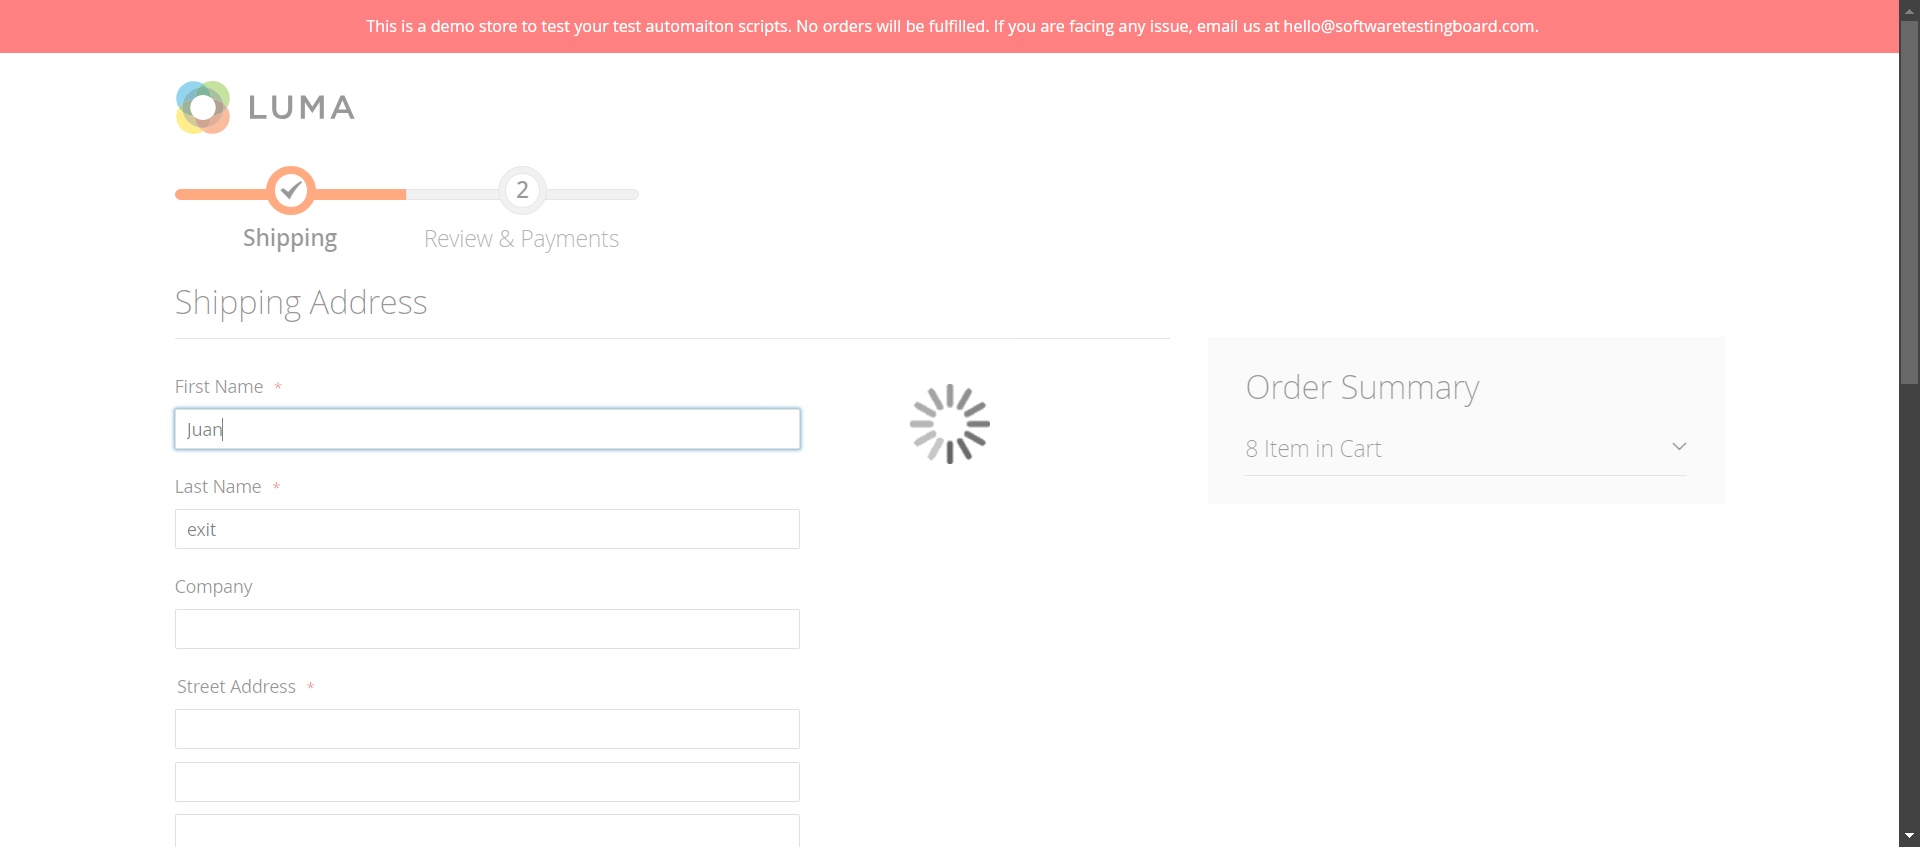 This is a demo store to test your test automaiton scripts. No orders will be fulfilled. If you are facing any issue, email us at hello@softwaretestingboard.com.
LUMA
2
Shipping
Review & Payments
Shipping Address
First Name *
Juan
Last Name *
exit
Company
Street Address *
Order Summary
8 Item in Cart